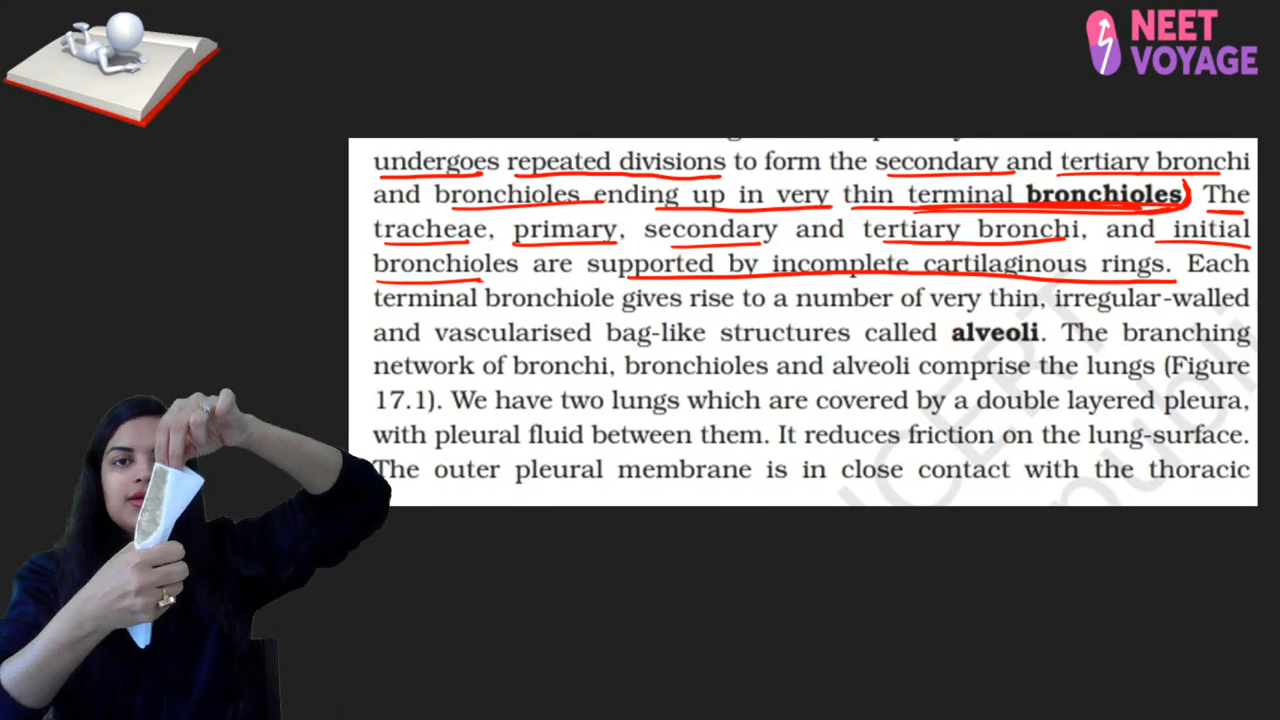 NEET
VOYAGE
undergoes repeated divisions to form the secondary and tertiary bronchi
and bronchioles ending up in very thin terminal bronchioles. The
tracheae, primary, secondary and tertiary bronchi, and initial
bronchioles are supported by incomplete cartilaginous rings. Each
terminal bronchiole gives rise to a number of very thin, irregular-walled
and vascularised bag-like structures called alveoli. The branching
network of bronchi, bronchioles and alveoli comprise the lungs (Figure
17.1). We have two lungs which are covered by a double layered pleura,
with pleural fluid between them. It reduces friction on the lung-surface.
The outer pleural membrane is in close contact with the thoracic